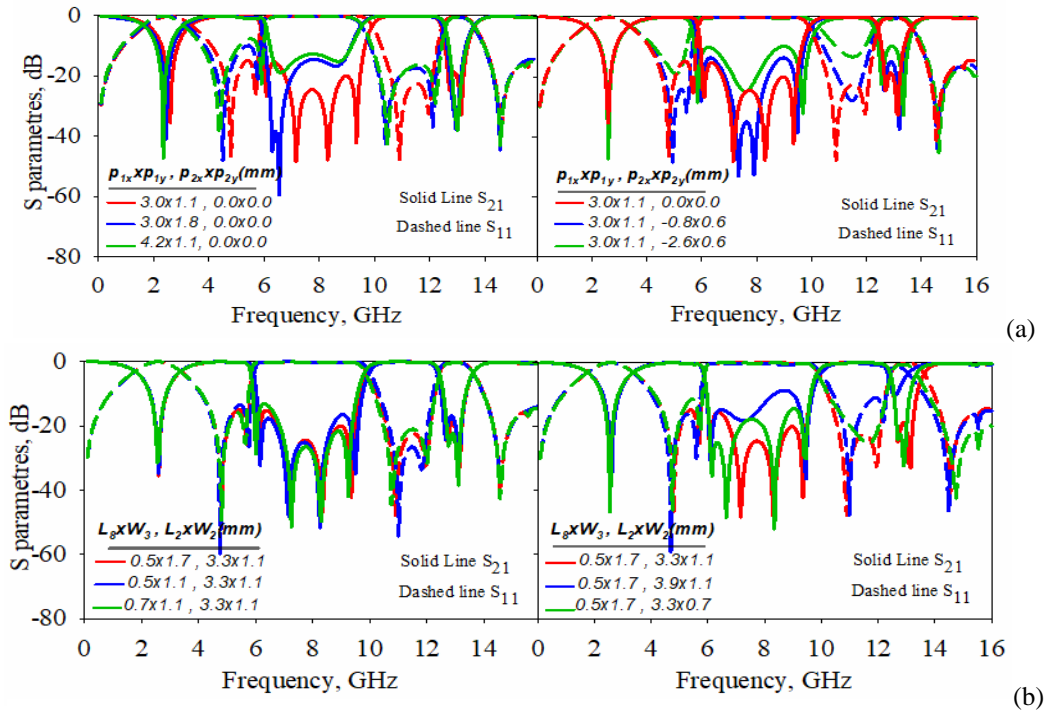 0
-20
-40
-60
-80
S parametres, dB
p1xxp1y , p2xxp2y(mm)
3.0x1.1 , 0.0x0.0
3.0x1.8 , 0.0x0.0
4.2x1.1 , 0.0x0.0
Solid Line S21
Dashed line S11
0 2 4 6 8 10 12 14
Frequency, GHz
p1xxp1y , p2xxp2y(mm)
3.0x1.1 , 0.0x0.0
3.0x1.1 , -0.8x0.6
3.0x1.1 , -2.6x0.6
Solid Line S21
Dashed line S11
0 2 4 6 8 10 12 14 16
Frequency, GHz
(a)
0
-20
-40
-60
-80
S parametres, dB
L8xW3 , L2xW2(mm)
0.5x1.7 , 3.3x1.1
0.5x1.1 , 3.3x1.1
0.7x1.1 , 3.3x1.1
Solid Line S21
Dashed line S11
0 2 4 6 8 10 12 14
Frequency, GHz
L8xW3 , L2xW2(mm)
0.5x1.7 , 3.3x1.1
0.5x1.7 , 3.9x1.1
0.5x1.7 , 3.3x0.7
Solid Line S21
Dashed line S11
0 2 4 6 8 10 12 14 16
Frequency, GHz
(b)